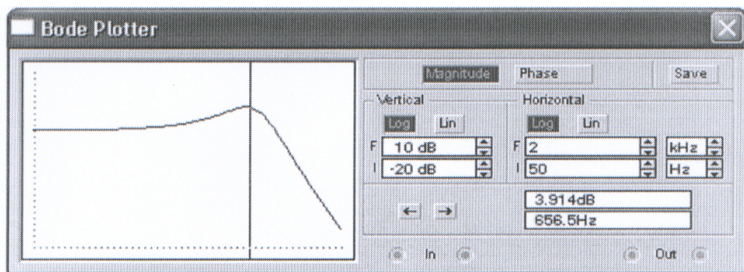 Bode Plotter
Magnitude Phase Save
Vertical Horizontal
Log Lin Log Lin
F 10 dB F 2 kHz
I -20 dB I 50 Hz
3.914dB
656.5Hz
In Out